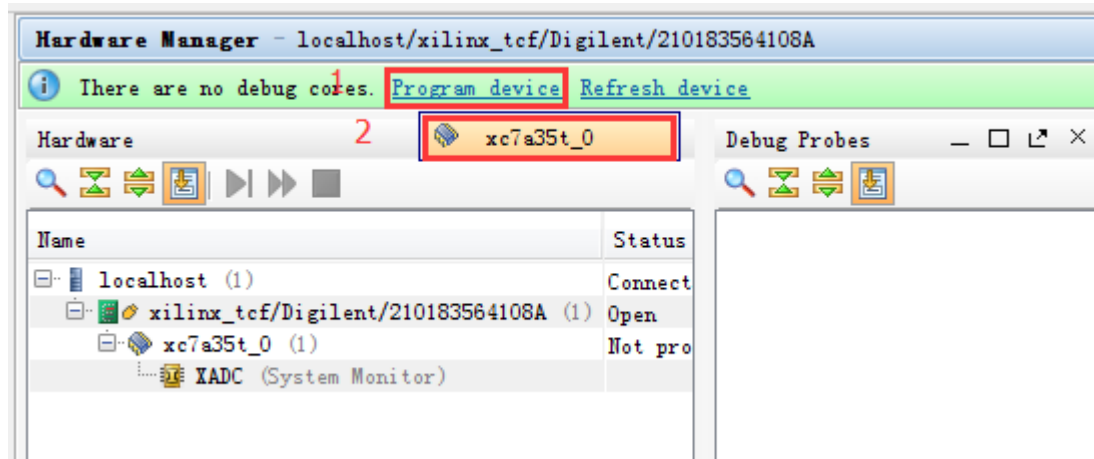 Hardware Manager - localhost/xilinx_tcf/Digilent/210183564108A
There are no debug cores. Program device Refresh device
1
2
xc7a35t_0
Hardware
Debug Probes
Name Status
localhost (1) Connect
xilinx_tcf/Digilent/210183564108A (1) Open
xc7a35t_0 (1) Not pro
XADC (System Monitor)